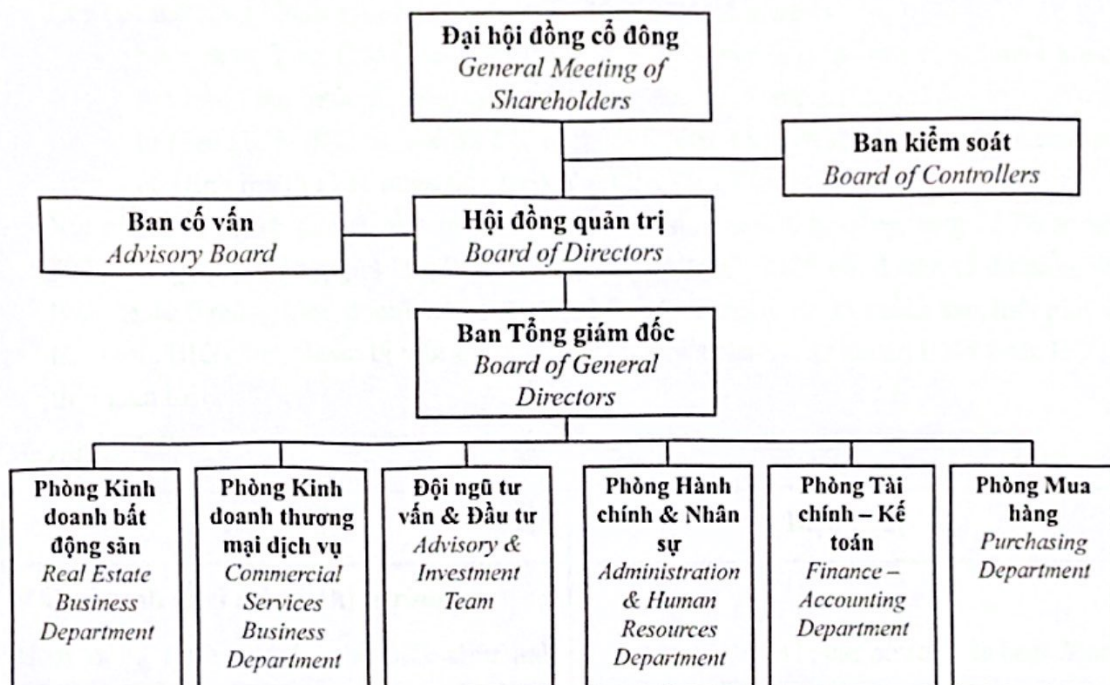 Đại hội đồng cổ đông
General Meeting of
Shareholders
Ban kiểm soát
Board of Controllers
Ban cố vấn
Advisory Board
Hội đồng quản trị
Board of Directors
Ban Tổng giám đốc
Board of General
Directors
Phòng Kinh
doanh bất
động sản
Real Estate
Business
Department
Phòng Kinh
doanh thương
mại dịch vụ
Commercial
Services
Business
Department
Đội ngũ tư
vấn & Đầu tư
Advisory &
Investment
Team
Phòng Hành
chính & Nhân
sự
Administration
& Human
Resources
Department
Phòng Tài
chính – Kế
toán
Finance –
Accounting
Department
Phòng Mua
hàng
Purchasing
Department